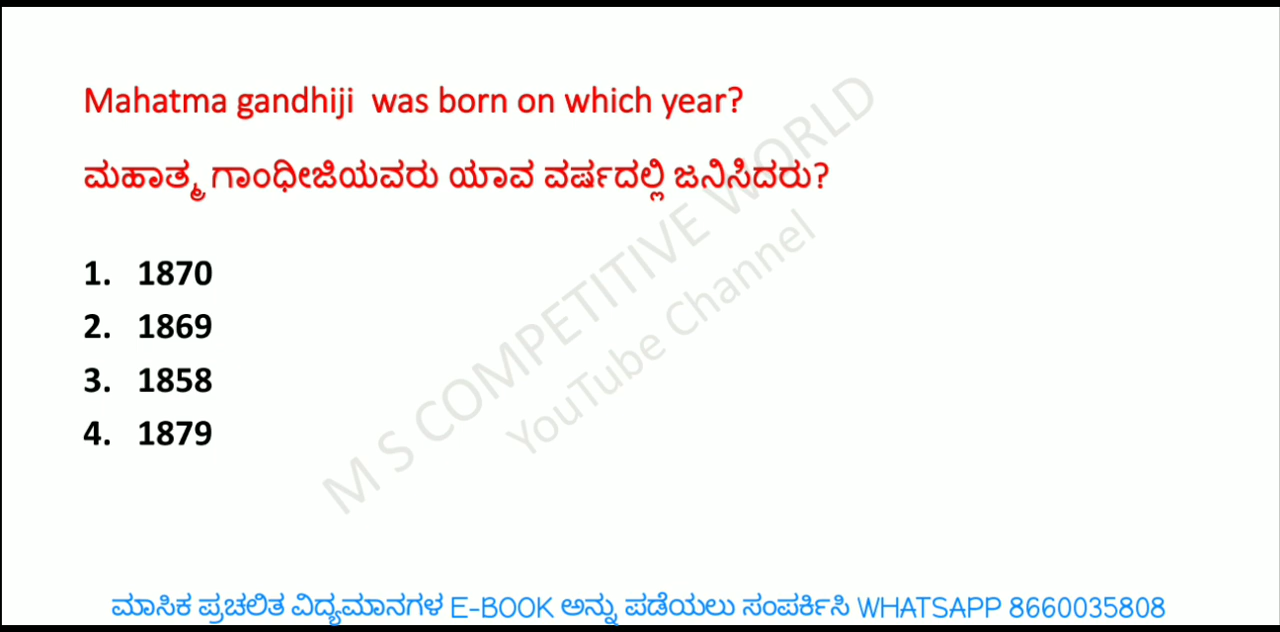 Mahatma gandhiji was born on which year?
ಮಹಾತ್ಮ ಗಾಂಧೀಜಿಯವರು ಯಾವ ವರ್ಷದಲ್ಲಿ ಜನಿಸಿದರು?
1. 1870
2. 1869
3. 1858
4. 1879
M S COMPETITIVE WORLD
YouTube Channel
ಮಾಸಿಕ ಪ್ರಚಲಿತ ವಿದ್ಯಮಾನಗಳ E-BOOK ಅನ್ನು ಪಡೆಯಲು ಸಂಪರ್ಕಿಸಿ WHATSAPP 8660035808